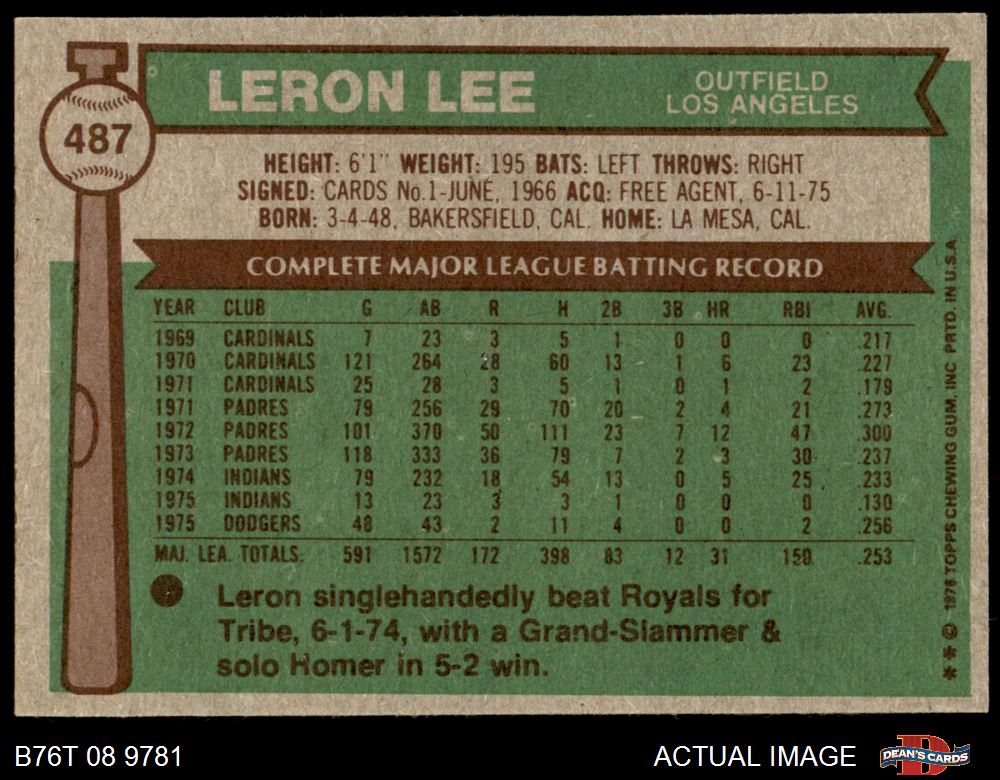 LERON LEE
OUTFIELD
LOS ANGELES
487
HEIGHT: 6'1" WEIGHT: 195 BATS: LEFT THROWS: RIGHT
SIGNED: CARDS No.1-JUNE, 1966 ACQ: FREE AGENT, 6-11-75
BORN: 3-4-48, BAKERSFIELD, CAL. HOME: LA MESA, CAL.
COMPLETE MAJOR LEAGUE BATTING RECORD
YEAR CLUB G AB R H 2B 3B HR RBI AVG.
1969 CARDINALS 7 23 3 5 1 0 0 0 .217
1970 CARDINALS 121 264 28 60 13 1 6 23 .227
1971 CARDINALS 25 28 3 5 1 0 1 2 .179
1971 PADRES 79 256 29 70 20 2 4 21 .273
1972 PADRES 101 370 50 111 23 7 12 47 .300
1973 PADRES 118 333 36 79 7 2 3 30 .237
1974 INDIANS 79 232 18 54 13 0 5 25 .233
1975 INDIANS 13 23 3 3 1 0 0 0 .130
1975 DODGERS 48 43 2 11 4 0 0 2 .256
MAJ. LEA. TOTALS. 591 1572 172 398 83 12 31 150 .253
Leron singlehandedly beat Royals for
Tribe, 6-1-74, with a Grand-Slammer &
solo Homer in 5-2 win.
** © 1976 TOPPS CHEWING GUM, INC PRTD. IN U.S.A.
B76T 08 9781
ACTUAL IMAGE
DEAN'S CARDS